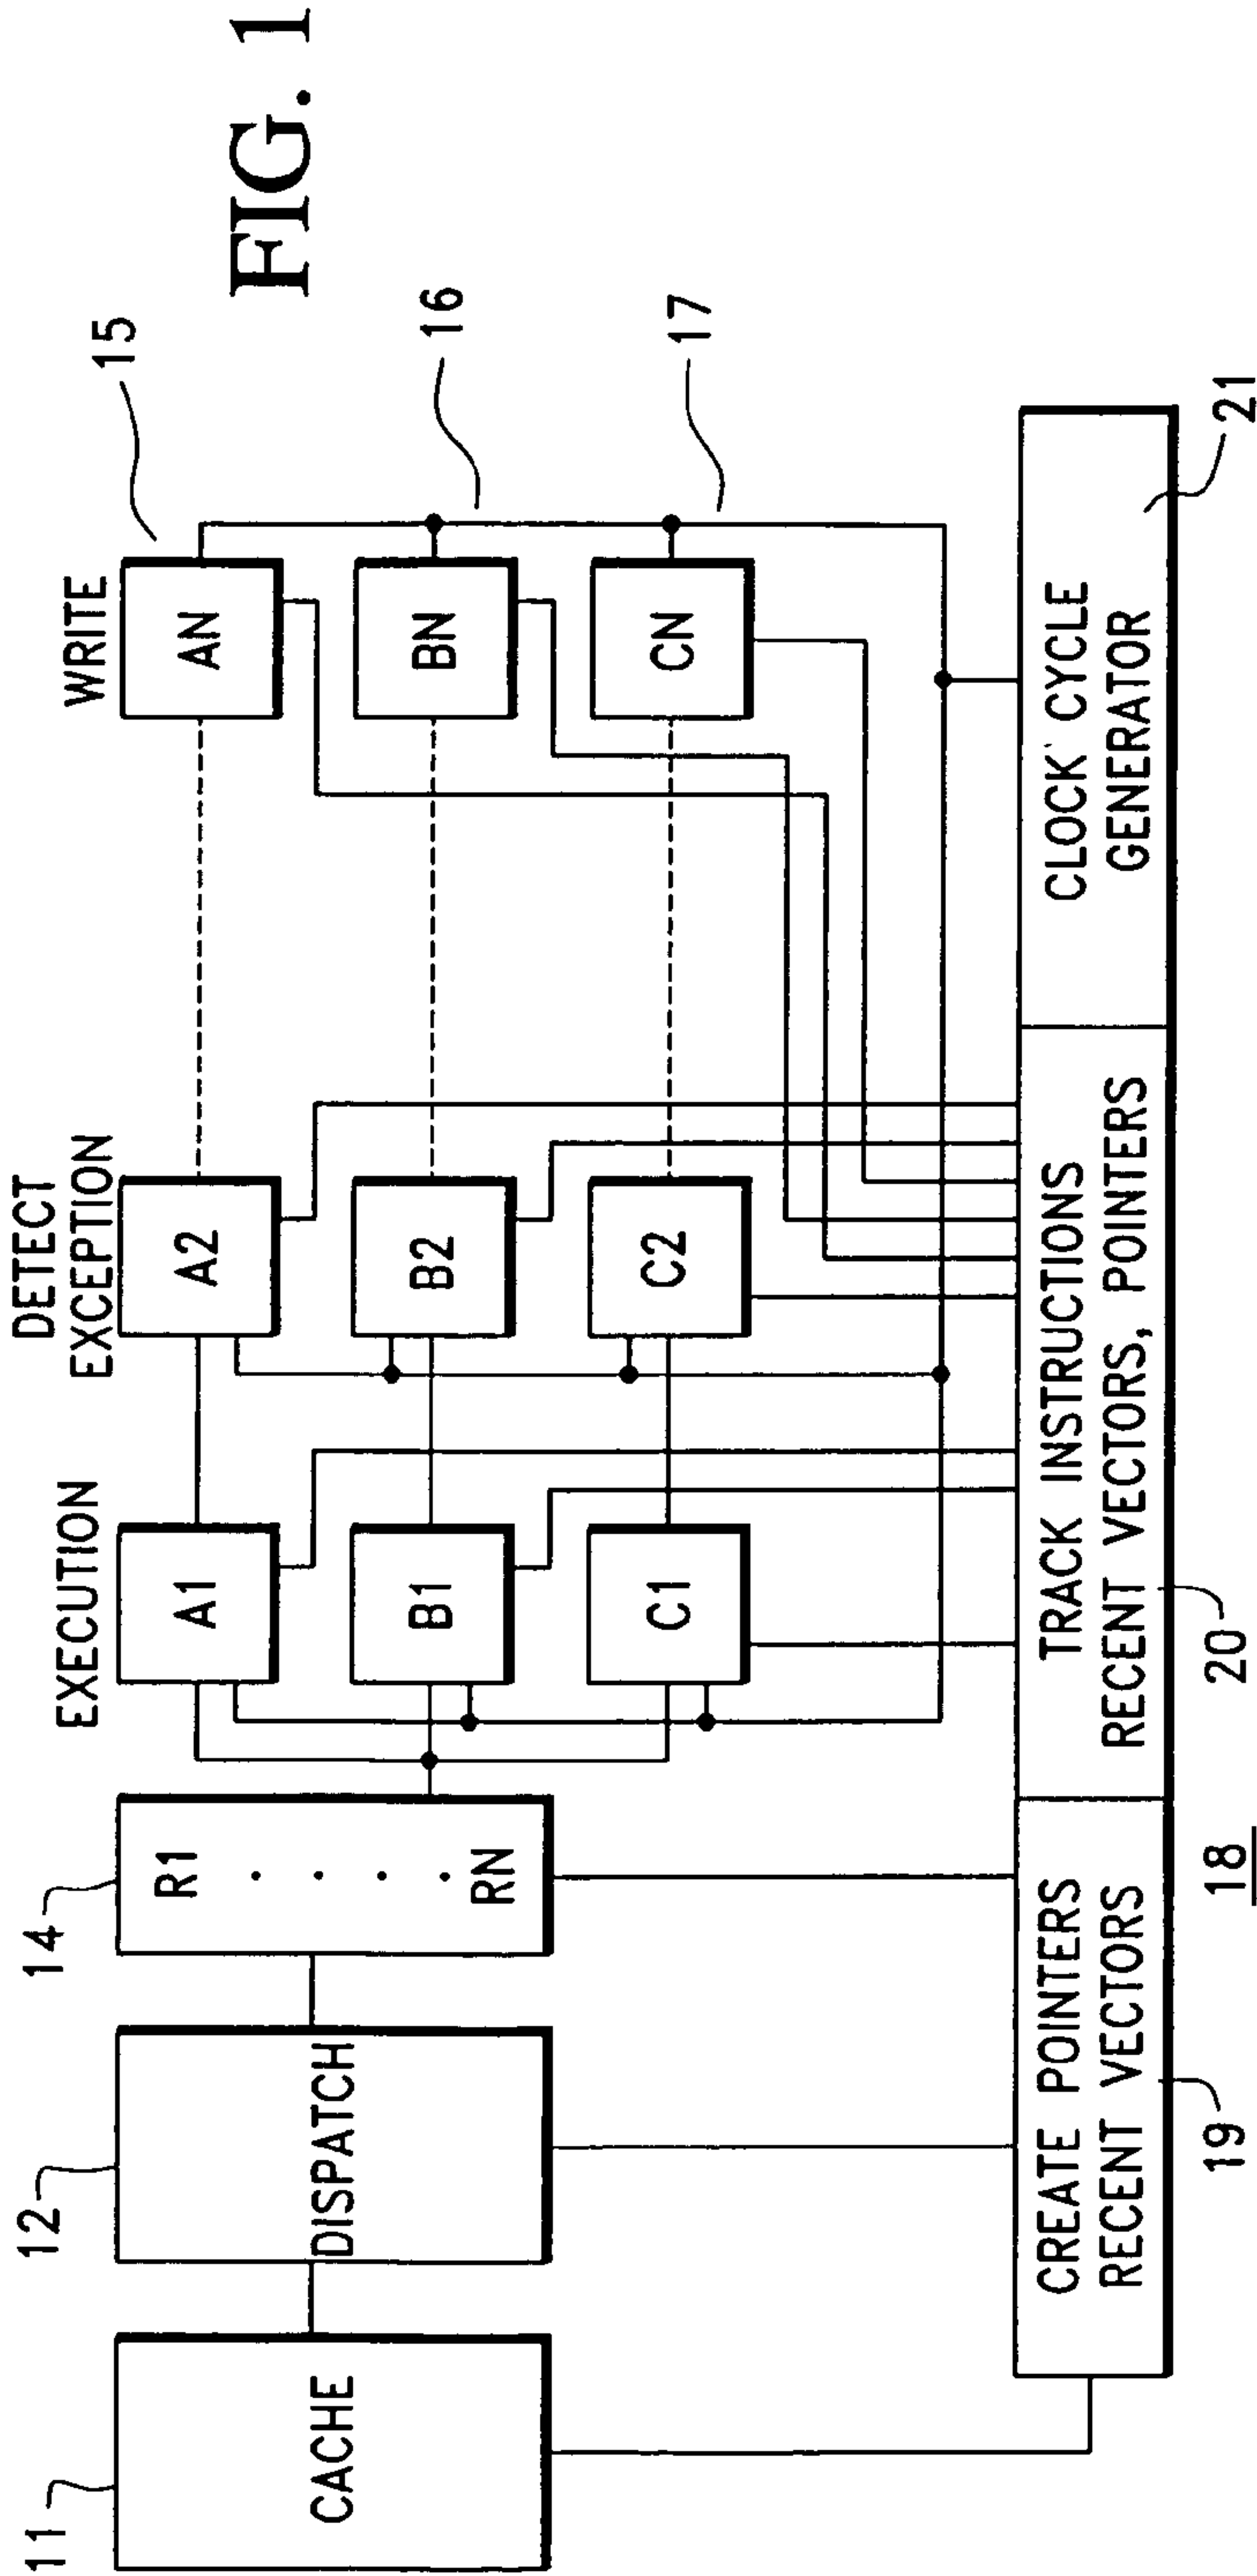 FIG. 1
DETECT
EXECUTION
EXCEPTION
WRITE
11
12
14
15
16
17
CACHE
DISPATCH
R1
RN
A1
A2
AN
B1
B2
BN
C1
C2
CN
CREATE POINTERS
RECENT VECTORS
TRACK INSTRUCTIONS
RECENT VECTORS, POINTERS
CLOCK CYCLE
GENERATOR
19
18
20
21